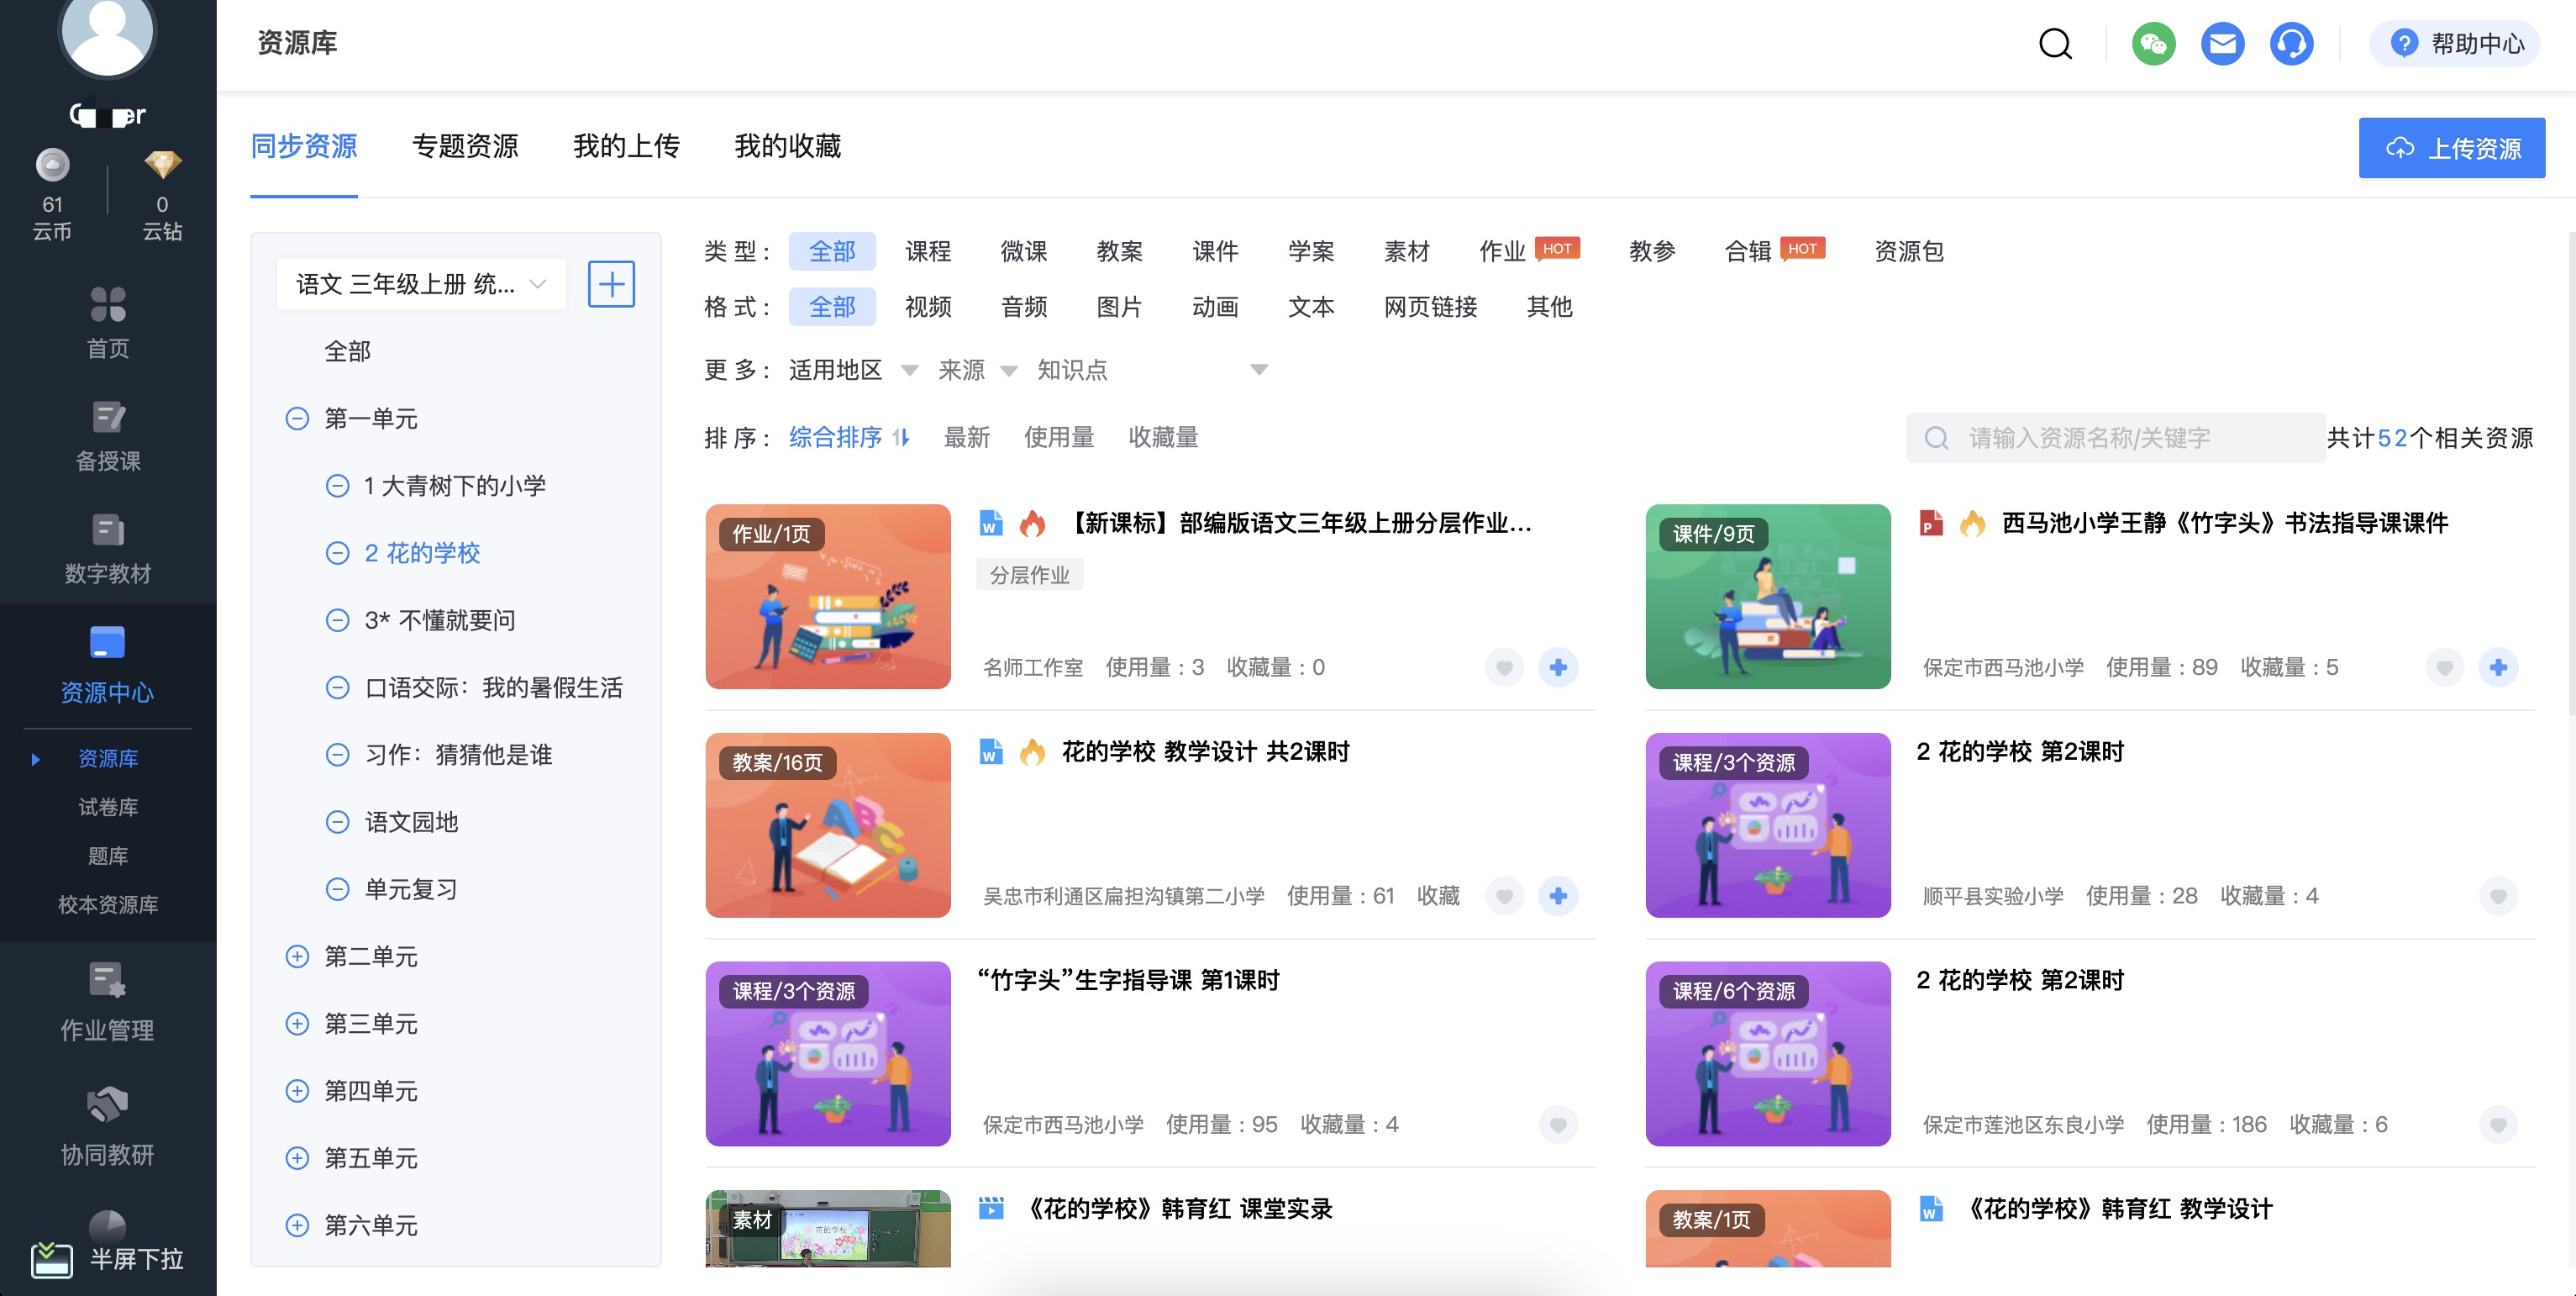 资源库
帮助中心
61
云币
0
云钻
首页
备授课
数字教材
资源中心
资源库
试卷库
题库
校本资源库
作业管理
协同教研
半屏下拉
同步资源 专题资源 我的上传 我的收藏
上传资源
语文 三年级上册 统...
全部
第一单元
1 大青树下的小学
2 花的学校
3* 不懂就要问
口语交际：我的暑假生活
习作：猜猜他是谁
语文园地
单元复习
第二单元
第三单元
第四单元
第五单元
第六单元
类 型： 全部 课程 微课 教案 课件 学案 素材 作业 HOT 教参 合辑 HOT 资源包
格 式： 全部 视频 音频 图片 动画 文本 网页链接 其他
更 多： 适用地区 来源 知识点
排 序： 综合排序 最新 使用量 收藏量
请输入资源名称/关键字
共计52个相关资源
作业/1页
【新课标】部编版语文三年级上册分层作业...
分层作业
名师工作室 使用量：3 收藏量：0
课件/9页
西马池小学王静《竹字头》书法指导课课件
保定市西马池小学 使用量：89 收藏量：5
教案/16页
花的学校 教学设计 共2课时
吴忠市利通区扁担沟镇第二小学 使用量：61 收藏
课程/3个资源
2 花的学校 第2课时
顺平县实验小学 使用量：28 收藏量：4
课程/3个资源
“竹字头”生字指导课 第1课时
保定市西马池小学 使用量：95 收藏量：4
课程/6个资源
2 花的学校 第2课时
保定市莲池区东良小学 使用量：186 收藏量：6
素材
花的学校
《花的学校》韩育红 课堂实录
教案/1页
《花的学校》韩育红 教学设计